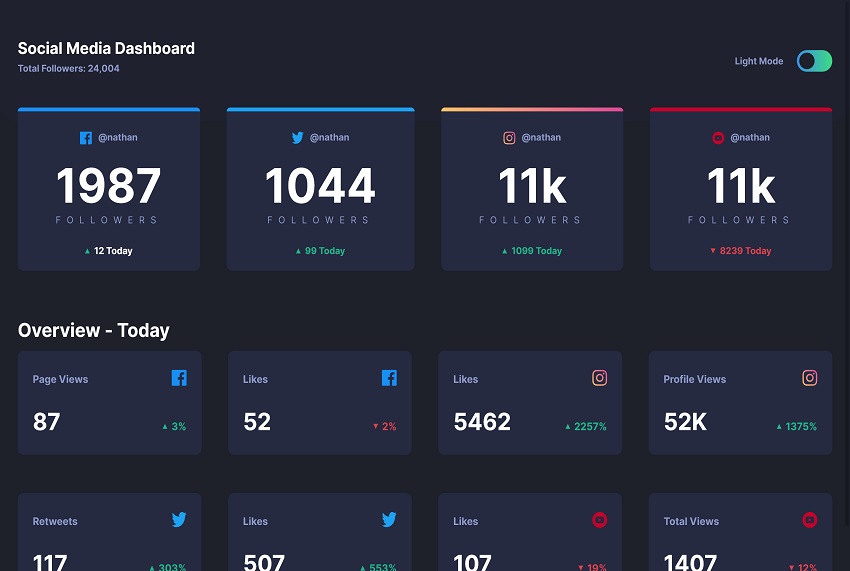 Social Media Dashboard
Total Followers: 24,004
Light Mode
@nathan
1987
FOLLOWERS
▲ 12 Today
@nathan
1044
FOLLOWERS
▲ 99 Today
@nathan
11k
FOLLOWERS
▲ 1099 Today
@nathan
11k
FOLLOWERS
▼ 8239 Today
Overview - Today
Page Views
87
▲ 3%
Likes
52
▼ 2%
Likes
5462
▲ 2257%
Profile Views
52K
▲ 1375%
Retweets
117
▲ 303%
Likes
507
▲ 553%
Likes
107
▼ 19%
Total Views
1407
▼ 12%